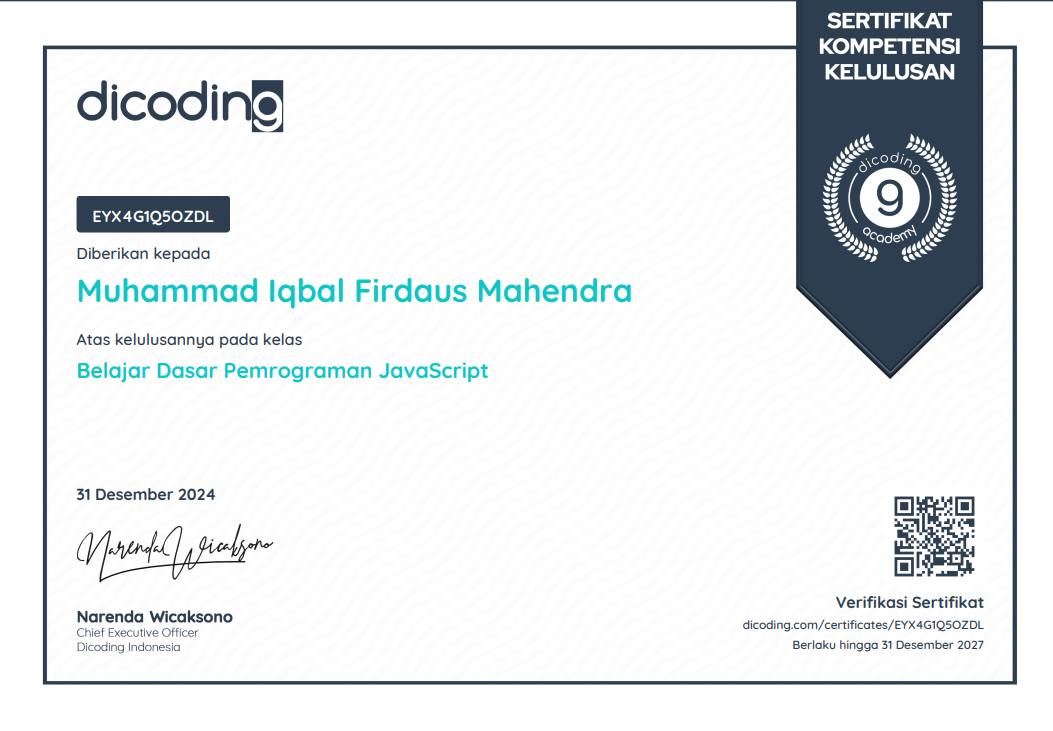 SERTIFIKAT
KOMPETENSI
KELULUSAN
dicoding
dicoding
9
academy
EYX4G1Q5OZDL
Diberikan kepada
Muhammad Iqbal Firdaus Mahendra
Atas kelulusannya pada kelas
Belajar Dasar Pemrograman JavaScript
31 Desember 2024
Narenda Wicaksono
Narenda Wicaksono
Chief Executive Officer
Dicoding Indonesia
Verifikasi Sertifikat
dicoding.com/certificates/EYX4G1Q5OZDL
Berlaku hingga 31 Desember 2027